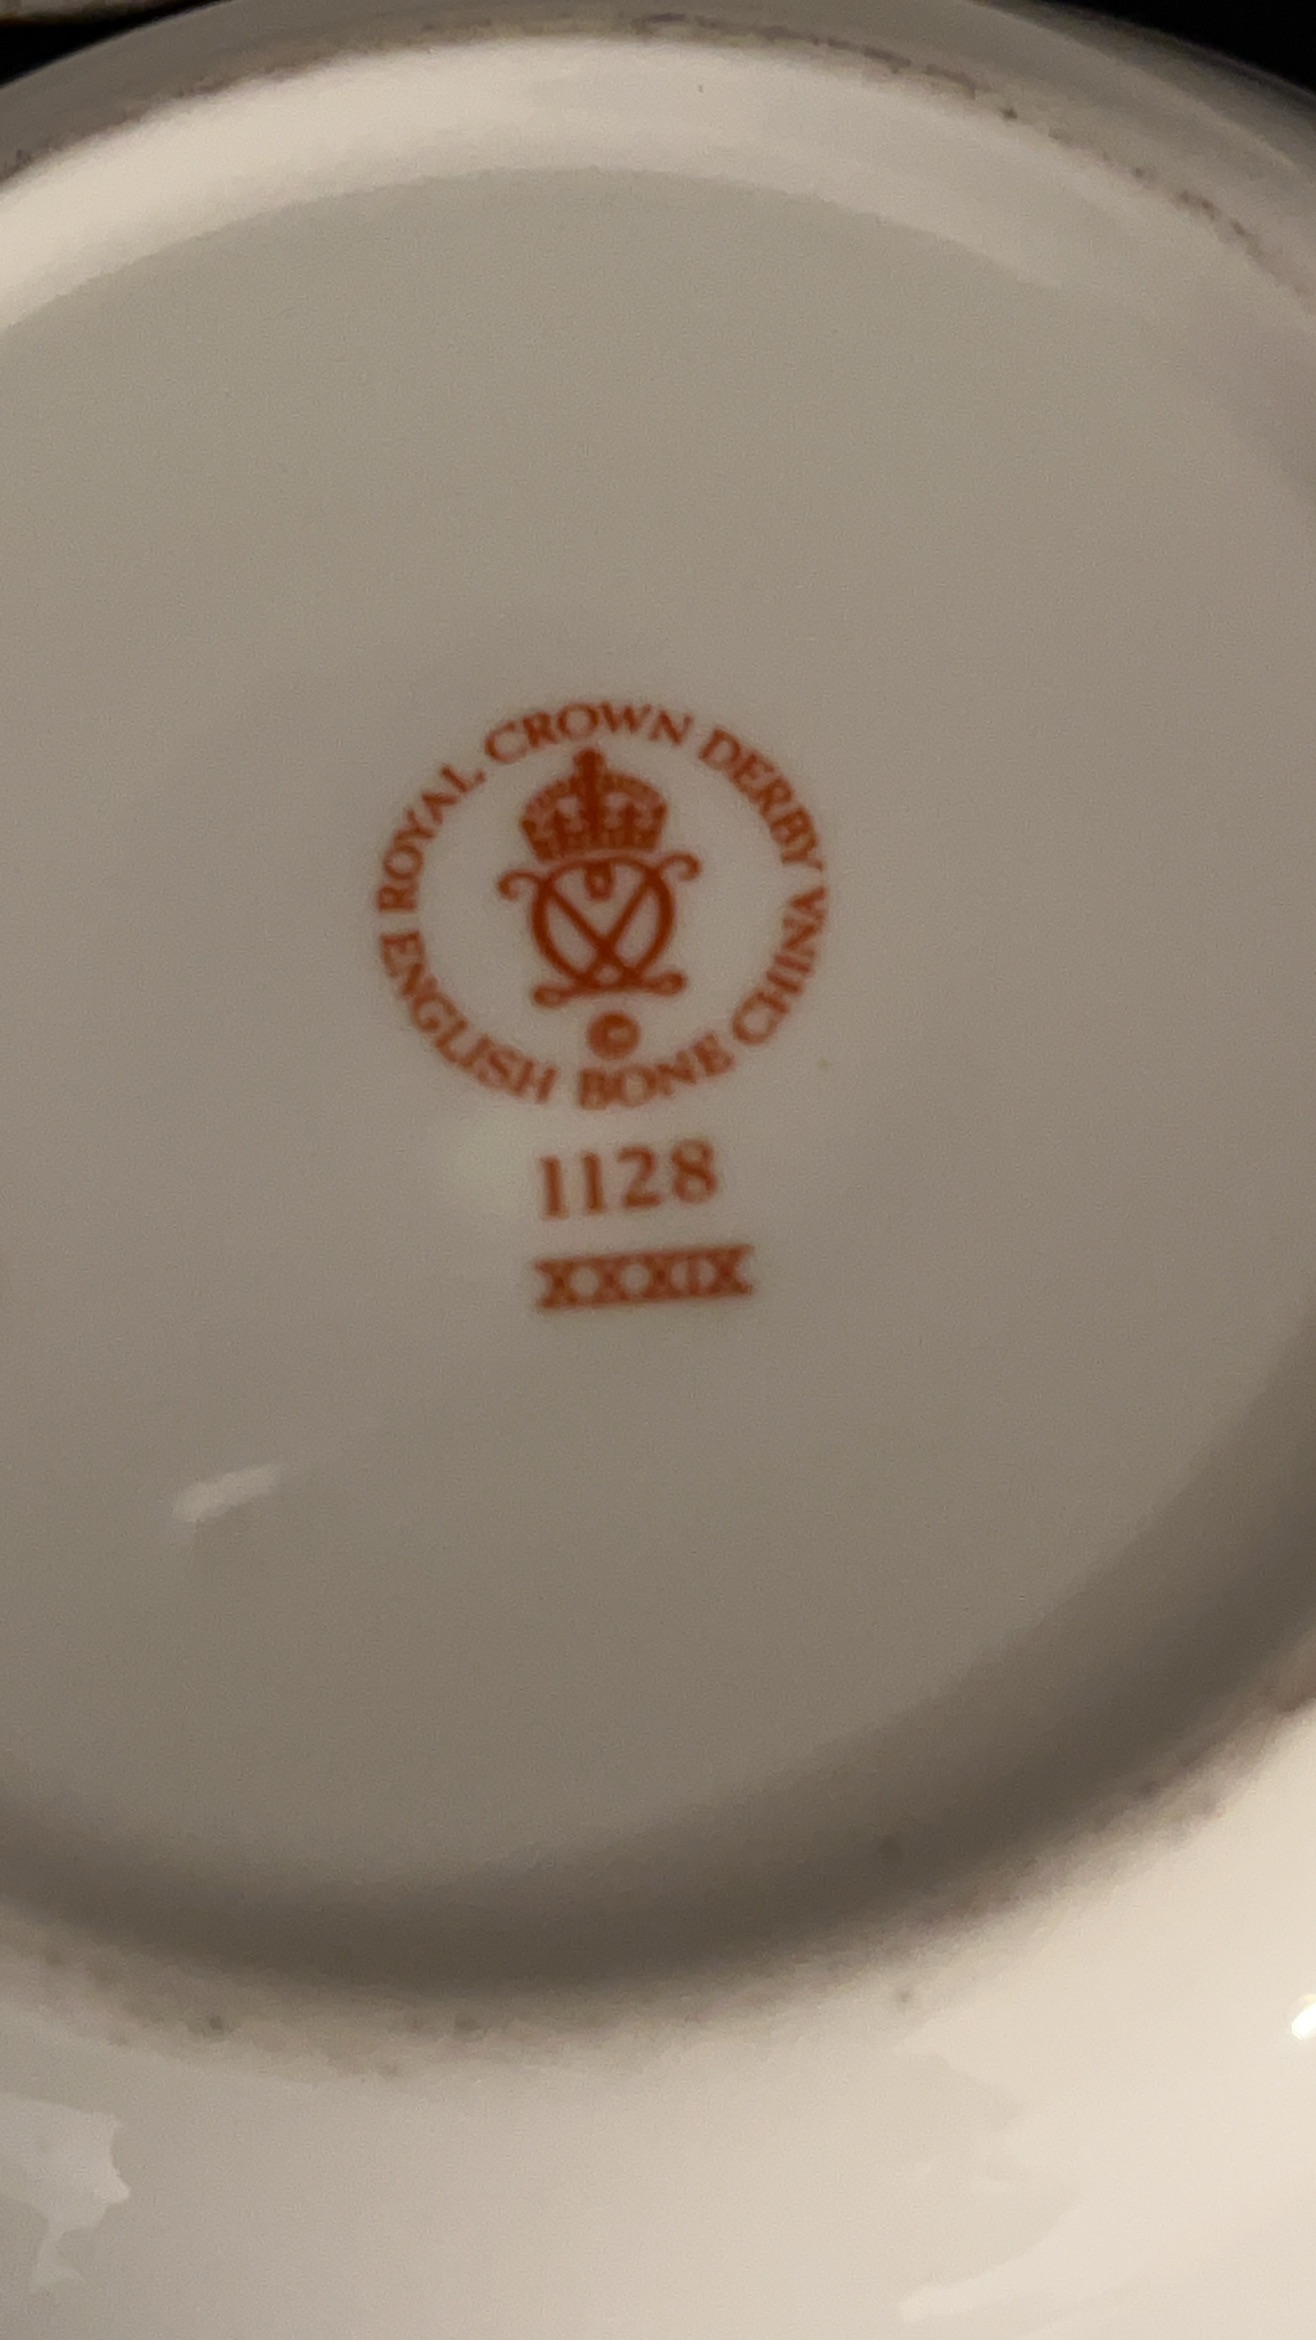 ROYAL CROWN DERBY
ENGLISH BONE CHINA
©
1128
XXXIX